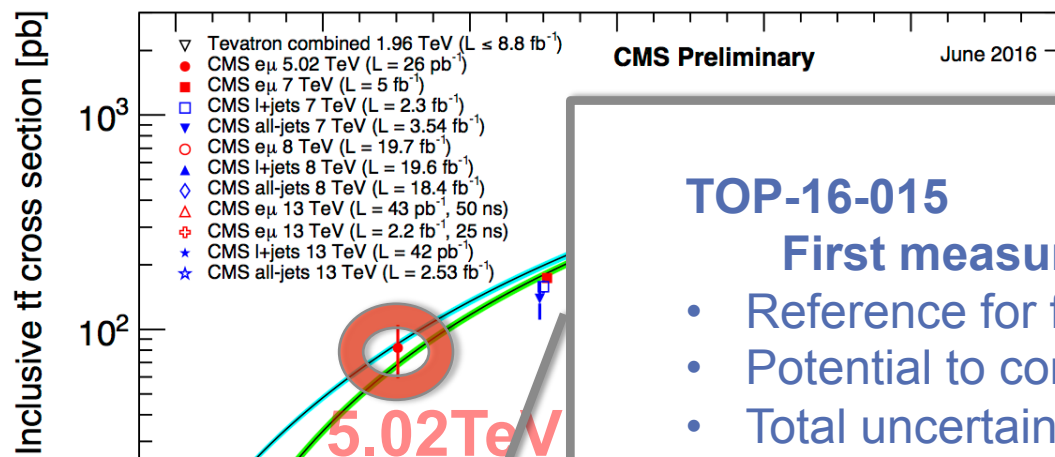 Inclusive tt̄ cross section [pb]
10³
10²
Tevatron combined 1.96 TeV (L ≤ 8.8 fb⁻¹)
CMS eμ 5.02 TeV (L = 26 pb⁻¹)
CMS eμ 7 TeV (L = 5 fb⁻¹)
CMS l+jets 7 TeV (L = 2.3 fb⁻¹)
CMS all-jets 7 TeV (L = 3.54 fb⁻¹)
CMS eμ 8 TeV (L = 19.7 fb⁻¹)
CMS l+jets 8 TeV (L = 19.6 fb⁻¹)
CMS all-jets 8 TeV (L = 18.4 fb⁻¹)
CMS eμ 13 TeV (L = 43 pb⁻¹, 50 ns)
CMS eμ 13 TeV (L = 2.2 fb⁻¹, 25 ns)
CMS l+jets 13 TeV (L = 42 pb⁻¹)
CMS all-jets 13 TeV (L = 2.53 fb⁻¹)
CMS Preliminary
June 2016
5.02TeV
TOP-16-015
First measur
• Reference for
• Potential to
• Total uncertain